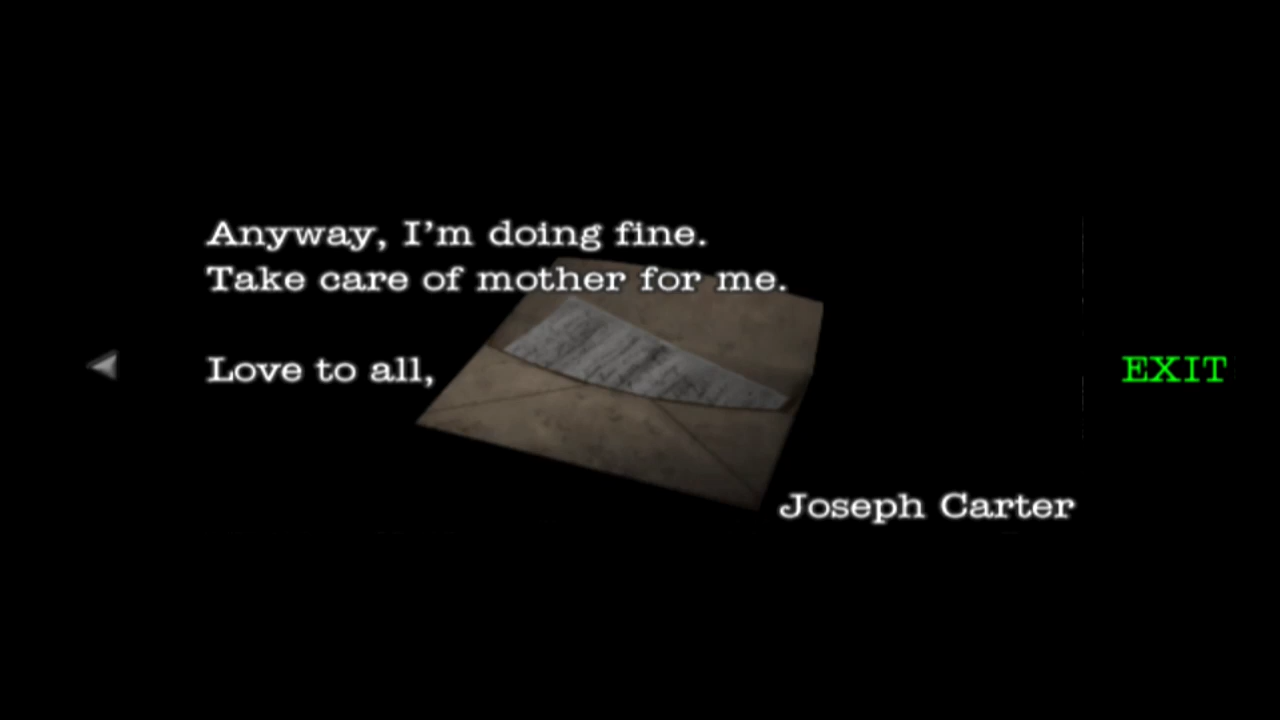 Anyway, I'm doing fine.
Take care of mother for me.
Love to all,
EXIT
Joseph Carter